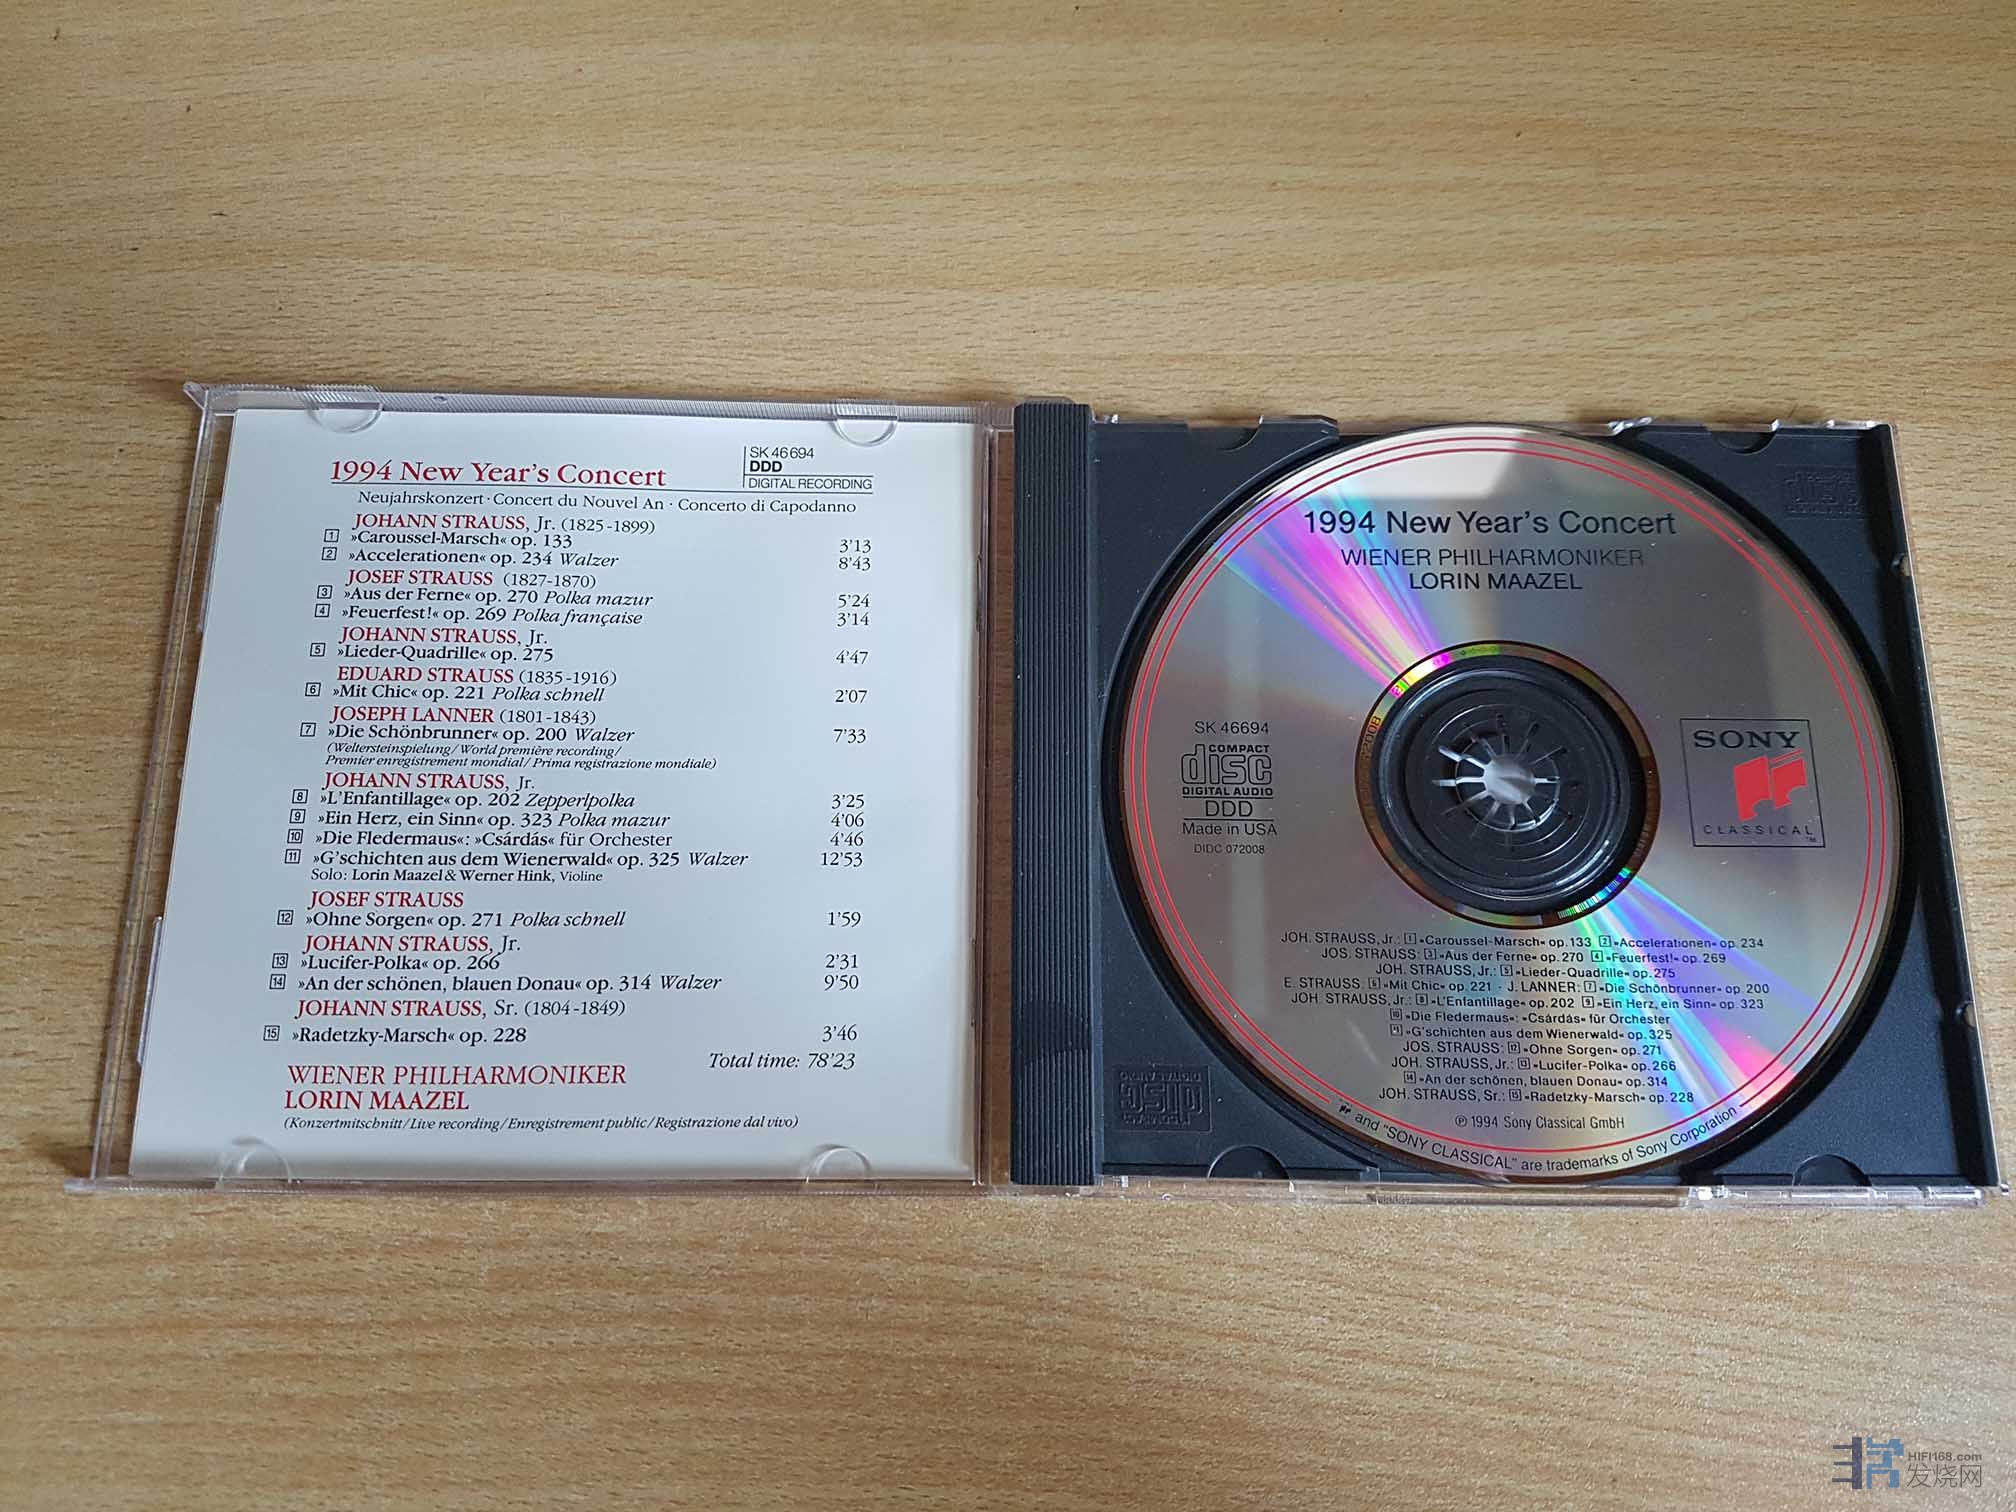 1994 New Year's Concert
SK 46694
DDD
DIGITAL RECORDING
Neujahrskonzert · Concert du Nouvel An · Concerto di Capodanno
JOHANN STRAUSS, Jr. (1825-1899)
1 »Caroussel-Marsch« op. 133 3'13
2 »Accelerationen« op. 234 Walzer 8'43
JOSEF STRAUSS (1827-1870)
3 »Aus der Ferne« op. 270 Polka mazur 5'24
4 »Feuerfest!« op. 269 Polka française 3'14
JOHANN STRAUSS, Jr.
5 »Lieder-Quadrille« op. 275 4'47
EDUARD STRAUSS (1835-1916)
6 »Mit Chic« op. 221 Polka schnell 2'07
JOSEPH LANNER (1801-1843)
7 »Die Schönbrunner« op. 200 Walzer 7'33
(Weltersteinspielung/World première recording/
Premier enregistrement mondial/Prima registrazione mondiale)
JOHANN STRAUSS, Jr.
8 »L'Enfantillage« op. 202 Zepperlpolka 3'25
9 »Ein Herz, ein Sinn« op. 323 Polka mazur 4'06
10 »Die Fledermaus«: »Csárdás« für Orchester 4'46
11 »G'schichten aus dem Wienerwald« op. 325 Walzer 12'53
Solo: Lorin Maazel & Werner Hink, Violine
JOSEF STRAUSS
12 »Ohne Sorgen« op. 271 Polka schnell 1'59
JOHANN STRAUSS, Jr.
13 »Lucifer-Polka« op. 266 2'31
14 »An der schönen, blauen Donau« op. 314 Walzer 9'50
JOHANN STRAUSS, Sr. (1804-1849)
15 »Radetzky-Marsch« op. 228 3'46
Total time: 78'23
WIENER PHILHARMONIKER
LORIN MAAZEL
(Konzertmitschnitt/Live recording/Enregistrement public/Registrazione dal vivo)
1994 New Year's Concert
WIENER PHILHARMONIKER
LORIN MAAZEL
SK 46694
COMPACT
disc
DIGITAL AUDIO
DDD
Made in USA
DIDC 072008
SONY
CLASSICAL™
JOH. STRAUSS, Jr.: 1 »Caroussel-Marsch« op. 133 2 »Accelerationen« op. 234
JOS. STRAUSS: 3 »Aus der Ferne« op. 270 4 »Feuerfest!« op. 269
JOH. STRAUSS, Jr.: 5 »Lieder-Quadrille« op. 275
E. STRAUSS: 6 »Mit Chic« op. 221 · J. LANNER: 7 »Die Schönbrunner« op. 200
JOH. STRAUSS, Jr.: 8 »L'Enfantillage« op. 202 9 »Ein Herz, ein Sinn« op. 323
10 »Die Fledermaus«: »Csárdás« für Orchester
11 »G'schichten aus dem Wienerwald« op. 325
JOS. STRAUSS: 12 »Ohne Sorgen« op. 271
JOH. STRAUSS, Jr.: 13 »Lucifer-Polka« op. 266
14 »An der schönen, blauen Donau« op. 314
JOH. STRAUSS, Sr.: 15 »Radetzky-Marsch« op. 228
℗ 1994 Sony Classical GmbH
and "SONY CLASSICAL" are trademarks of Sony Corporation
HIFI168.com
发烧网